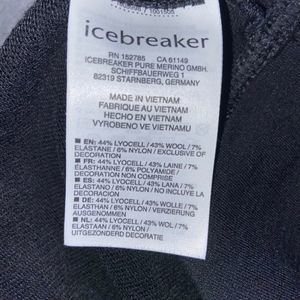 icebreaker
RN 152785 CA 61149
ICEBREAKER PURE MERINO GMBH.
SCHIFFBAUERWEG 1
82319 STARNBERG, GERMANY
MADE IN VIETNAM
FABRIQUE AU VIETNAM
HECHO EN VIETNAM
VYROBENO VE VIETNAMU
■ EN: 44% LYOCELL / 43% WOOL / 7%
ELASTANE / 6% NYLON / EXCLUSIVE OF
DECORATION
■ FR: 44% LYOCELL / 43% LAINE / 7%
ELASTHANNE / 6% POLYAMIDE /
DECORATION NON COMPRISE
■ ES: 44% LYOCELL / 43% LANA / 7%
ELASTANO / 6% NYLON / NO INCLUYE LA
DECORACION
■ DE: 44% LYOCELL / 43% WOLLE / 7%
ELASTHAN / 6% NYLON / VERZIERUNG
AUSGENOMMEN
■ NL: 44% LYOCELL / 43% WOL / 7%
ELASTAAN / 6% NYLON /
UITGEZONDERD DECORATIE